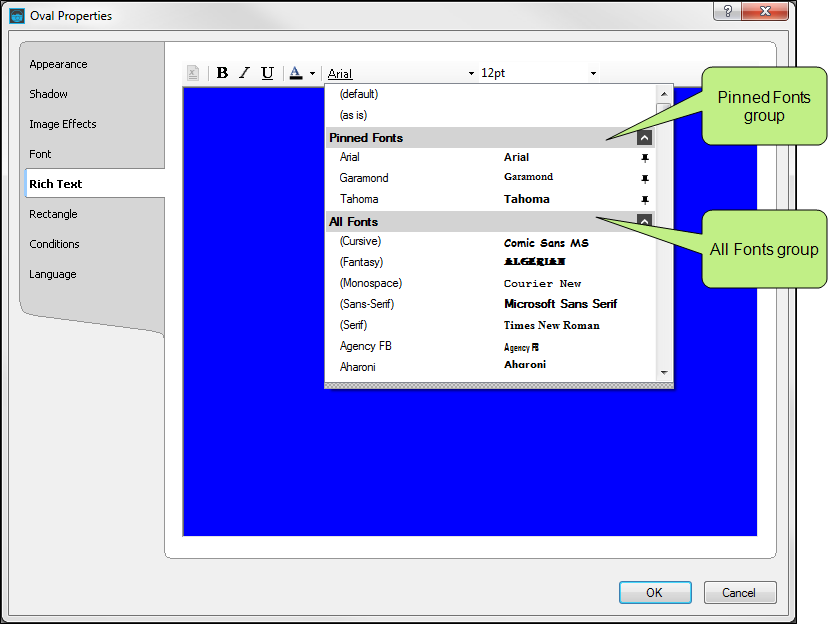 Oval Properties
?
Appearance
Shadow
Image Effects
Font
Rich Text
Rectangle
Conditions
Language
B I U A Arial 12pt
(default)
(as is)
Pinned Fonts
Arial Arial
Garamond Garamond
Tahoma Tahoma
All Fonts
(Cursive) Comic Sans MS
(Fantasy) ALGERIAN
(Monospace) Courier New
(Sans-Serif) Microsoft Sans Serif
(Serif) Times New Roman
Agency FB Agency FB
Aharoni Aharoni
Pinned Fonts
group
All Fonts group
OK Cancel